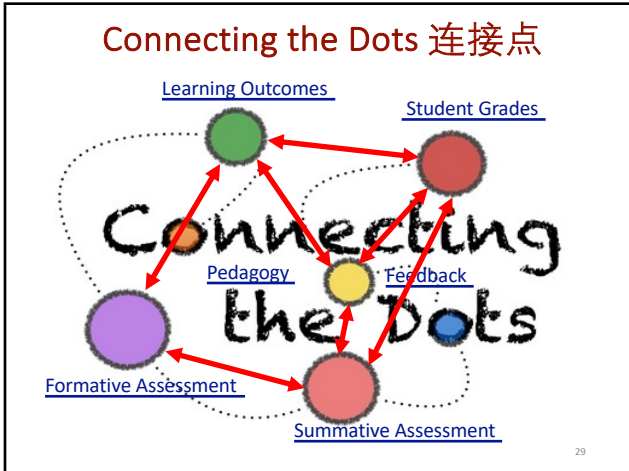 Connecting the Dots 连接点
Learning Outcomes
Student Grades
Connecting
Pedagogy
Feedback
the Dots
Formative Assessment
Summative Assessment
29